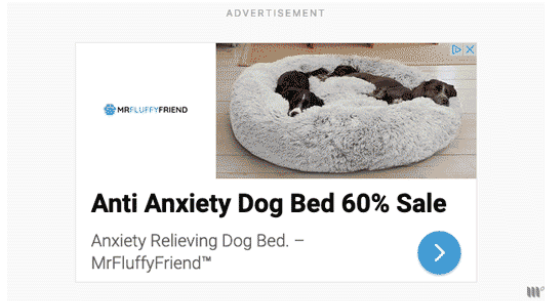 ADVERTISEMENT
MRFLUFFYFRIEND
Anti Anxiety Dog Bed 60% Sale
Anxiety Relieving Dog Bed. –
MrFluffyFriend™